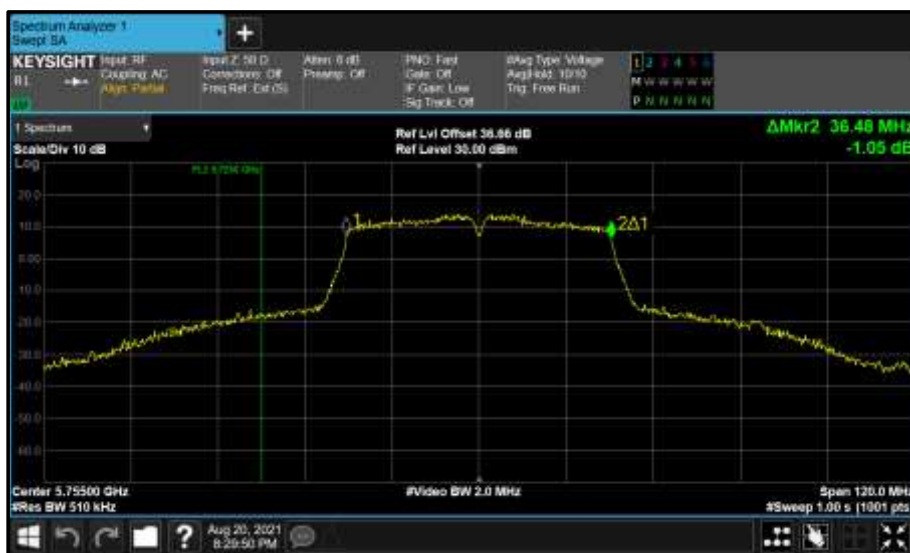 Spectrum Analyzer 1
Swept SA
+
KEYSIGHT
Input: RF
Coupling: AC
Align: Partial
Input Z: 50 Ω
Corrections: Off
Freq Ref: Ext (S)
Atten: 6 dB
Preamp: Off
PNO: Fast
Gate: Off
IF Gain: Low
Sig Track: Off
#Avg Type: Voltage
Avg|Hold: 10/10
Trig: Free Run
1 2 3 4 5 6
M W W W W W
P N N N N N
1 Spectrum
Scale/Div 10 dB
Ref Lvl Offset 36.66 dB
Ref Level 30.00 dBm
ΔMkr2 36.48 MHz
-1.05 dB
Log
20.0
10.0
0.00
-10.0
-20.0
-30.0
-40.0
-50.0
-60.0
1
2Δ1
Center 5.75500 GHz
#Res BW 510 kHz
#Video BW 2.0 MHz
Span 120.0 MHz
#Sweep 1.00 s (1001 pts
?
Aug 20, 2021
8:29:50 PM